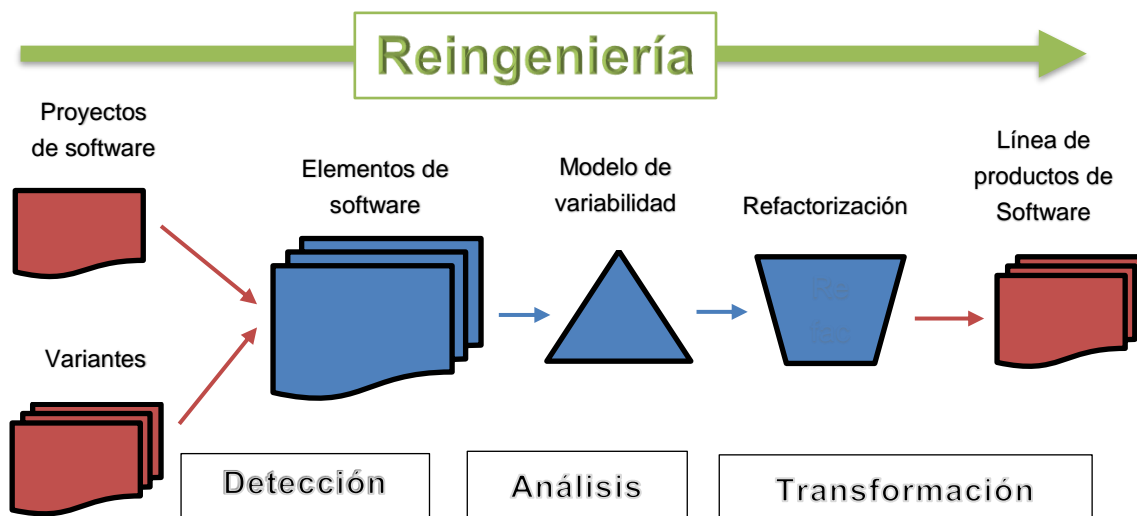 Reingeniería
Proyectos
de software
Elementos de
software
Modelo de
variabilidad
Refactorización
Línea de
productos de
Software
Variantes
Detección
Análisis
Transformación